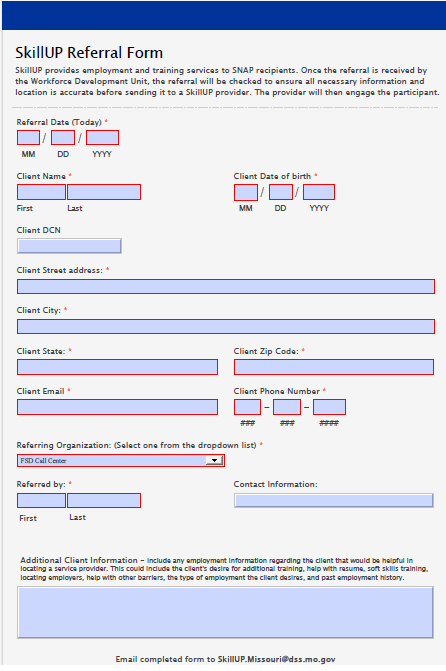 SkillUP Referral Form
SkillUP provides employment and training services to SNAP recipients. Once the referral is received by
the Workforce Development Unit, the referral will be checked to ensure all necessary information and
location is accurate before sending it to a SkillUP provider. The provider will then engage the participant.
Referral Date (Today) *
/ /
MM DD YYYY
Client Name * Client Date of birth *
/ /
First Last MM DD YYYY
Client DCN
Client Street address: *
Client City: *
Client State: * Client Zip Code: *
Client Email * Client Phone Number *
– –
### ### ####
Referring Organization: (Select one from the dropdown list) *
FSD Call Center
Referred by: * Contact Information:
First Last
Additional Client Information – Include any employment information regarding the client that would be helpful in
locating a service provider. This could include the client's desire for additional training, help with resume, soft skills training,
locating employers, help with other barriers, the type of employment the client desires, and past employment history.
Email completed form to SkillUP.Missouri@dss.mo.gov